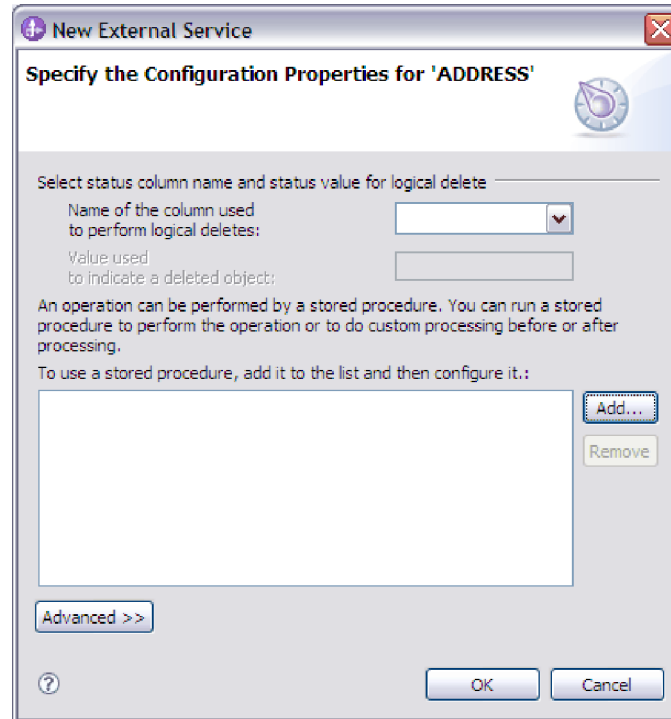 New External Service
Specify the Configuration Properties for 'ADDRESS'
Select status column name and status value for logical delete
Name of the column used
to perform logical deletes:
Value used
to indicate a deleted object:
An operation can be performed by a stored procedure. You can run a stored
procedure to perform the operation or to do custom processing before or after
processing.
To use a stored procedure, add it to the list and then configure it.:
Add...
Remove
Advanced >>
?
OK
Cancel